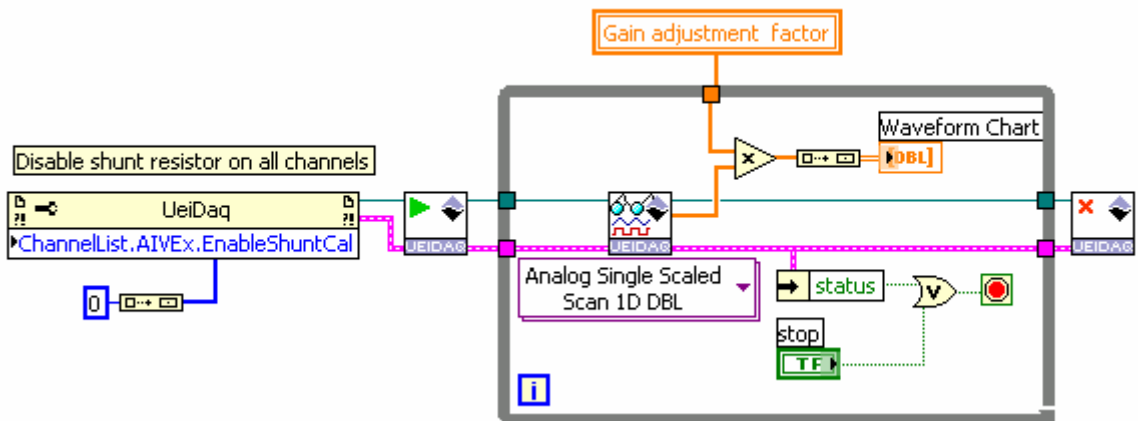 Gain adjustment factor
Waveform Chart
DBL]
Disable shunt resistor on all channels
UeiDaq
?!
?!
ChannelList.AIVEx.EnableShuntCal
0
UEIDAQ
UEIDAQ
UEIDAQ
Analog Single Scaled
Scan 1D DBL
status
V
stop
TF
i